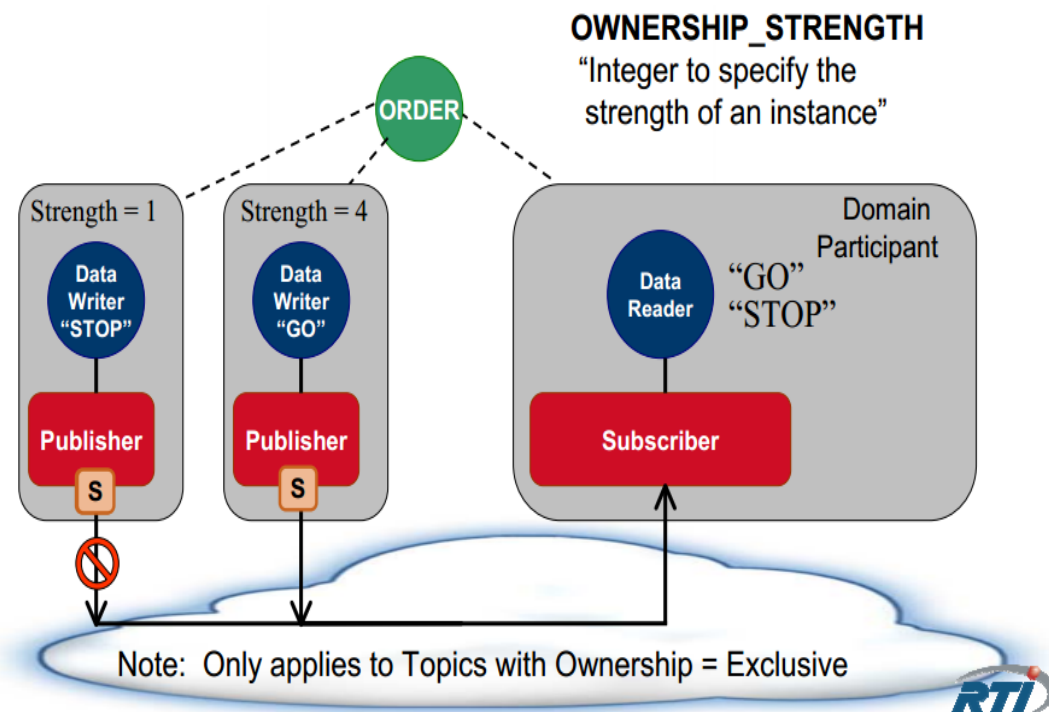 OWNERSHIP_STRENGTH
“Integer to specify the
strength of an instance”
ORDER
Strength = 1
Data
Writer
“STOP”
Publisher
S
Strength = 4
Data
Writer
“GO”
Publisher
S
Domain
Participant
Data
Reader
“GO”
“STOP”
Subscriber
Note: Only applies to Topics with Ownership = Exclusive
RTI